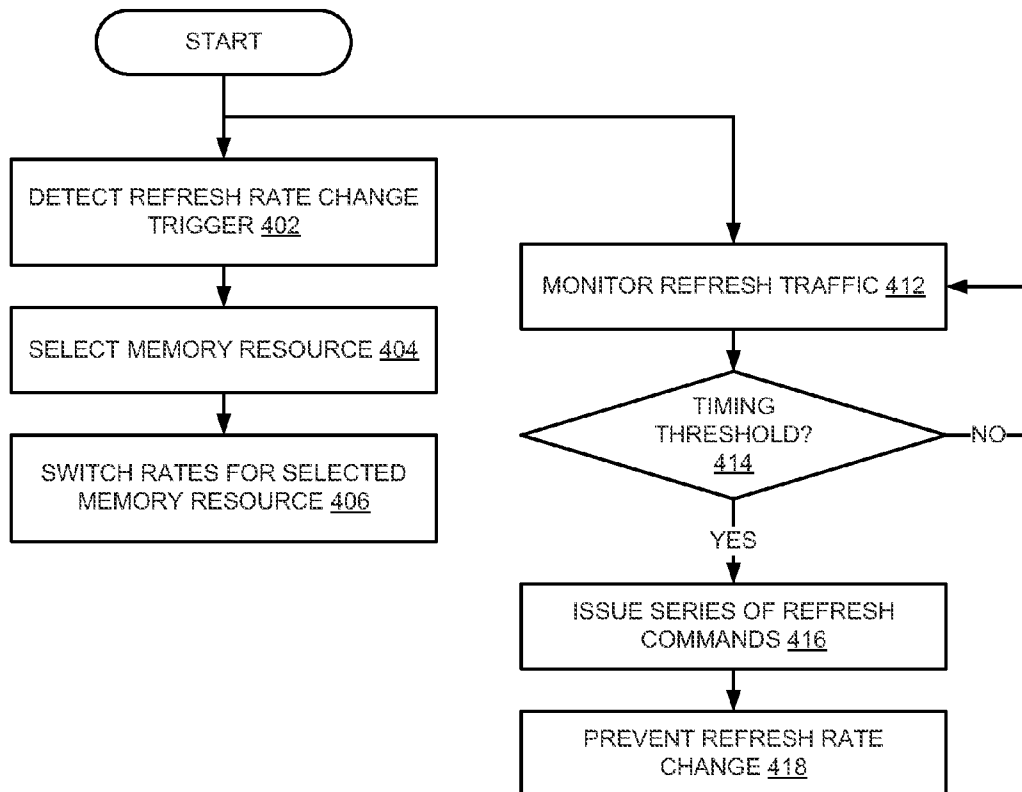 START
DETECT REFRESH RATE CHANGE
TRIGGER 402
SELECT MEMORY RESOURCE 404
SWITCH RATES FOR SELECTED
MEMORY RESOURCE 406
MONITOR REFRESH TRAFFIC 412
TIMING
THRESHOLD?
414
NO
YES
ISSUE SERIES OF REFRESH
COMMANDS 416
PREVENT REFRESH RATE
CHANGE 418